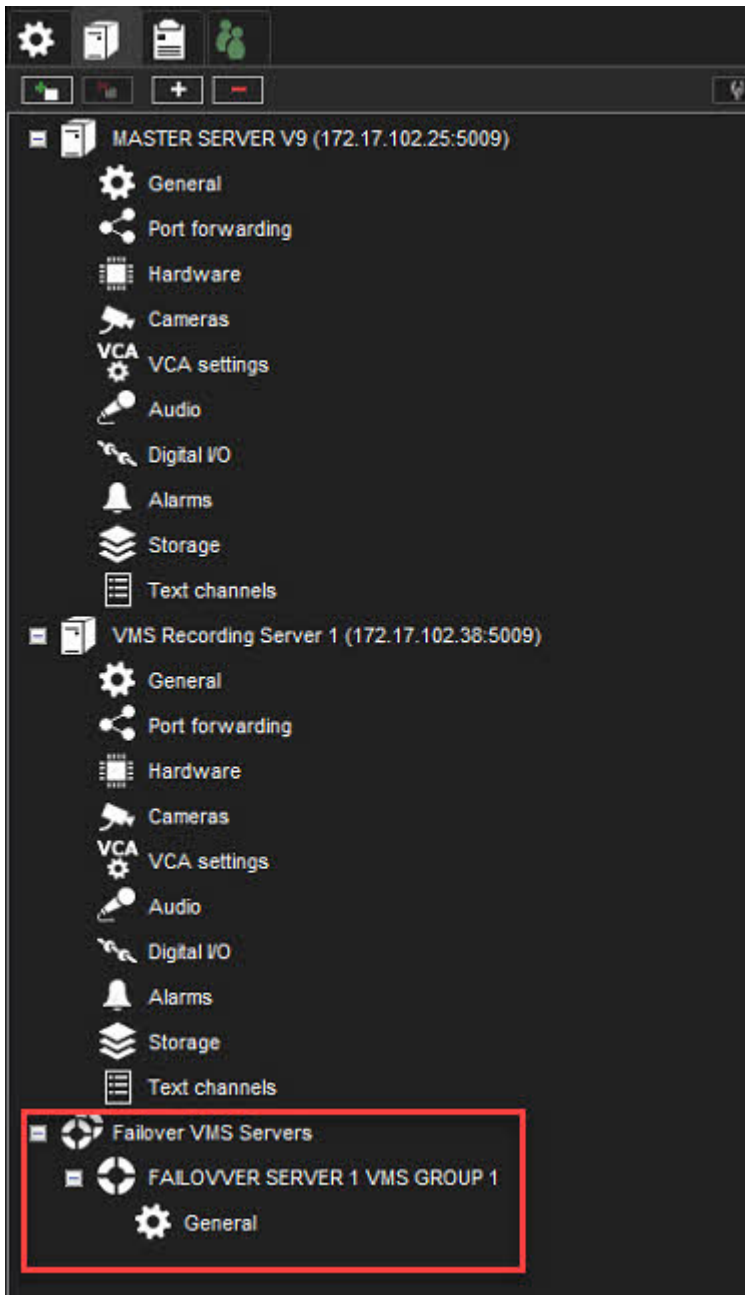 MASTER SERVER V9 (172.17.102.25:5009)
General
Port forwarding
Hardware
Cameras
VCA VCA settings
Audio
Digital I/O
Alarms
Storage
Text channels
VMS Recording Server 1 (172.17.102.38:5009)
General
Port forwarding
Hardware
Cameras
VCA VCA settings
Audio
Digital I/O
Alarms
Storage
Text channels
Failover VMS Servers
FAILOVVER SERVER 1 VMS GROUP 1
General